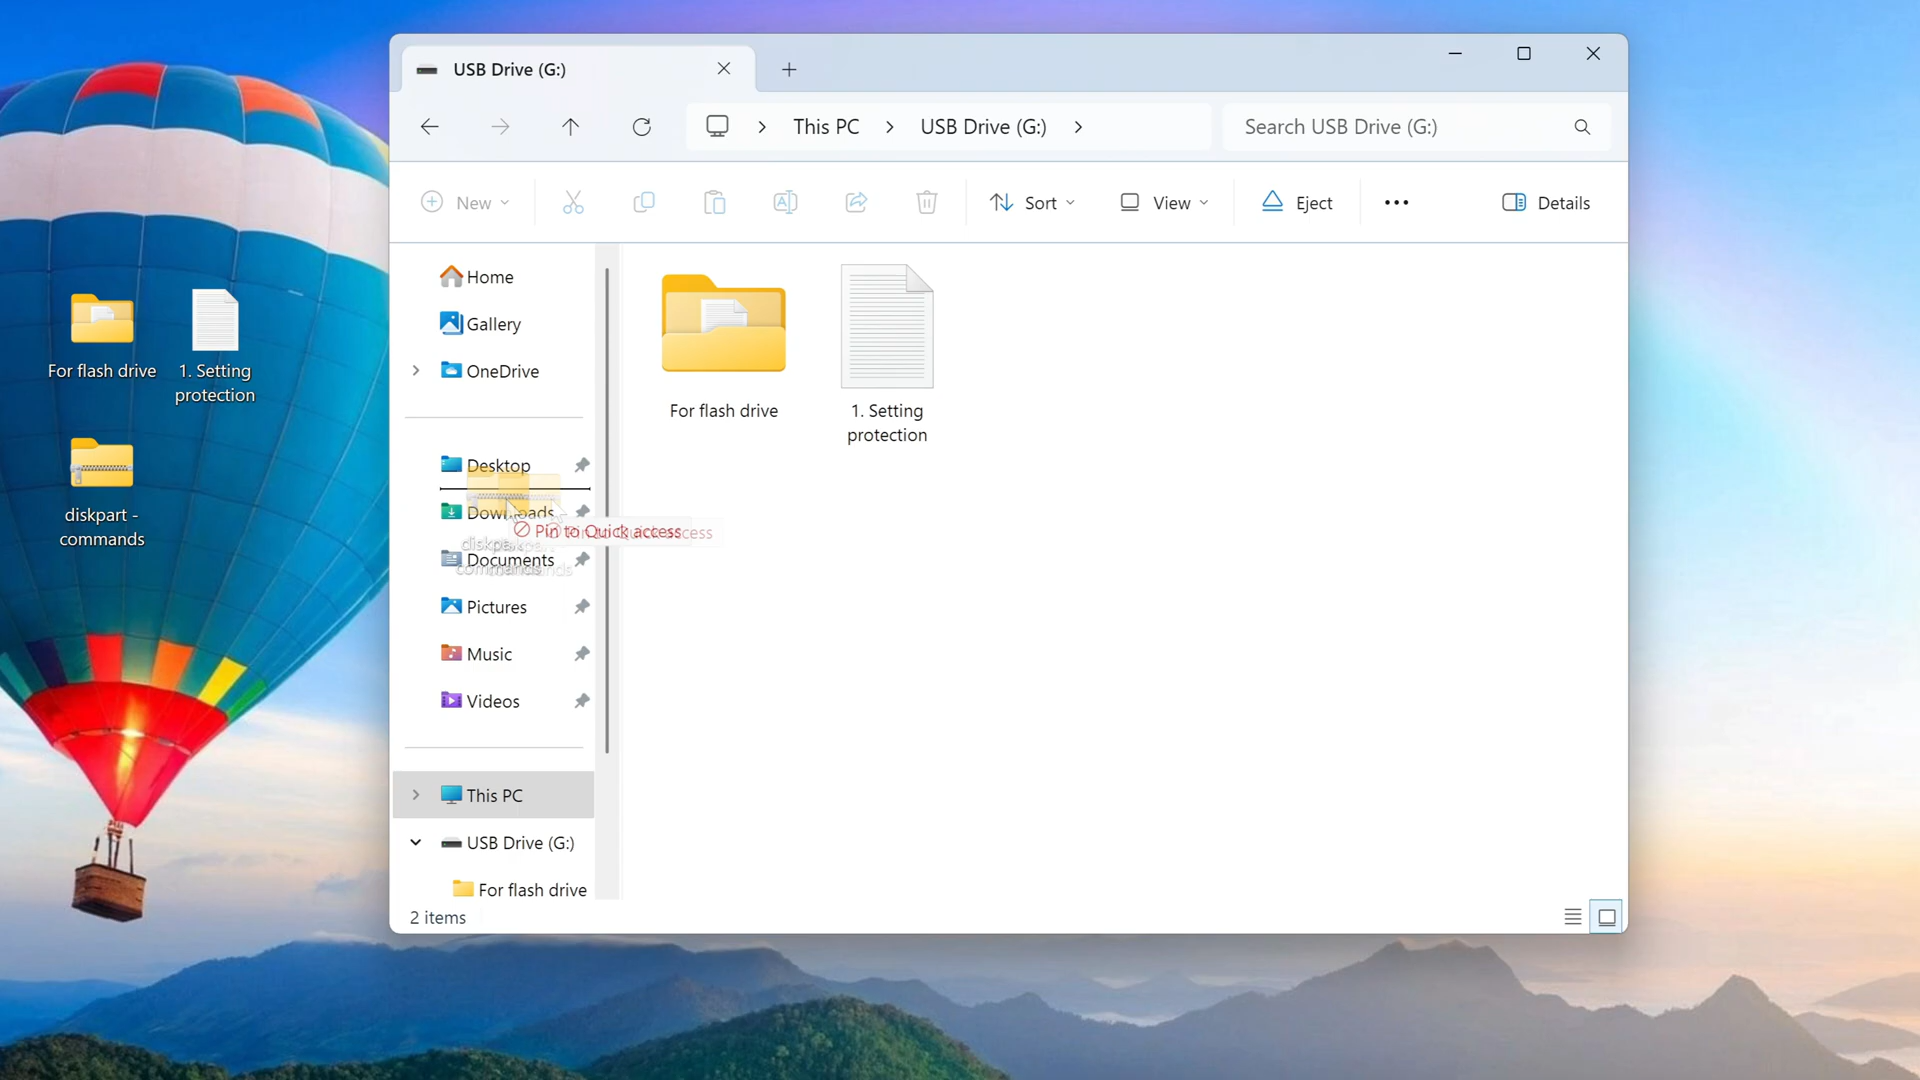 USB Drive (G:)
This PC
USB Drive (G:)
Search USB Drive (G:)
New
Sort
View
Eject
Details
Home
Gallery
OneDrive
Desktop
Downloads
Documents
Pictures
Music
Videos
This PC
USB Drive (G:)
For flash drive
2 items
For flash drive
1. Setting
protection
Pin to Quick access
For flash drive
1. Setting
protection
diskpart -
commands